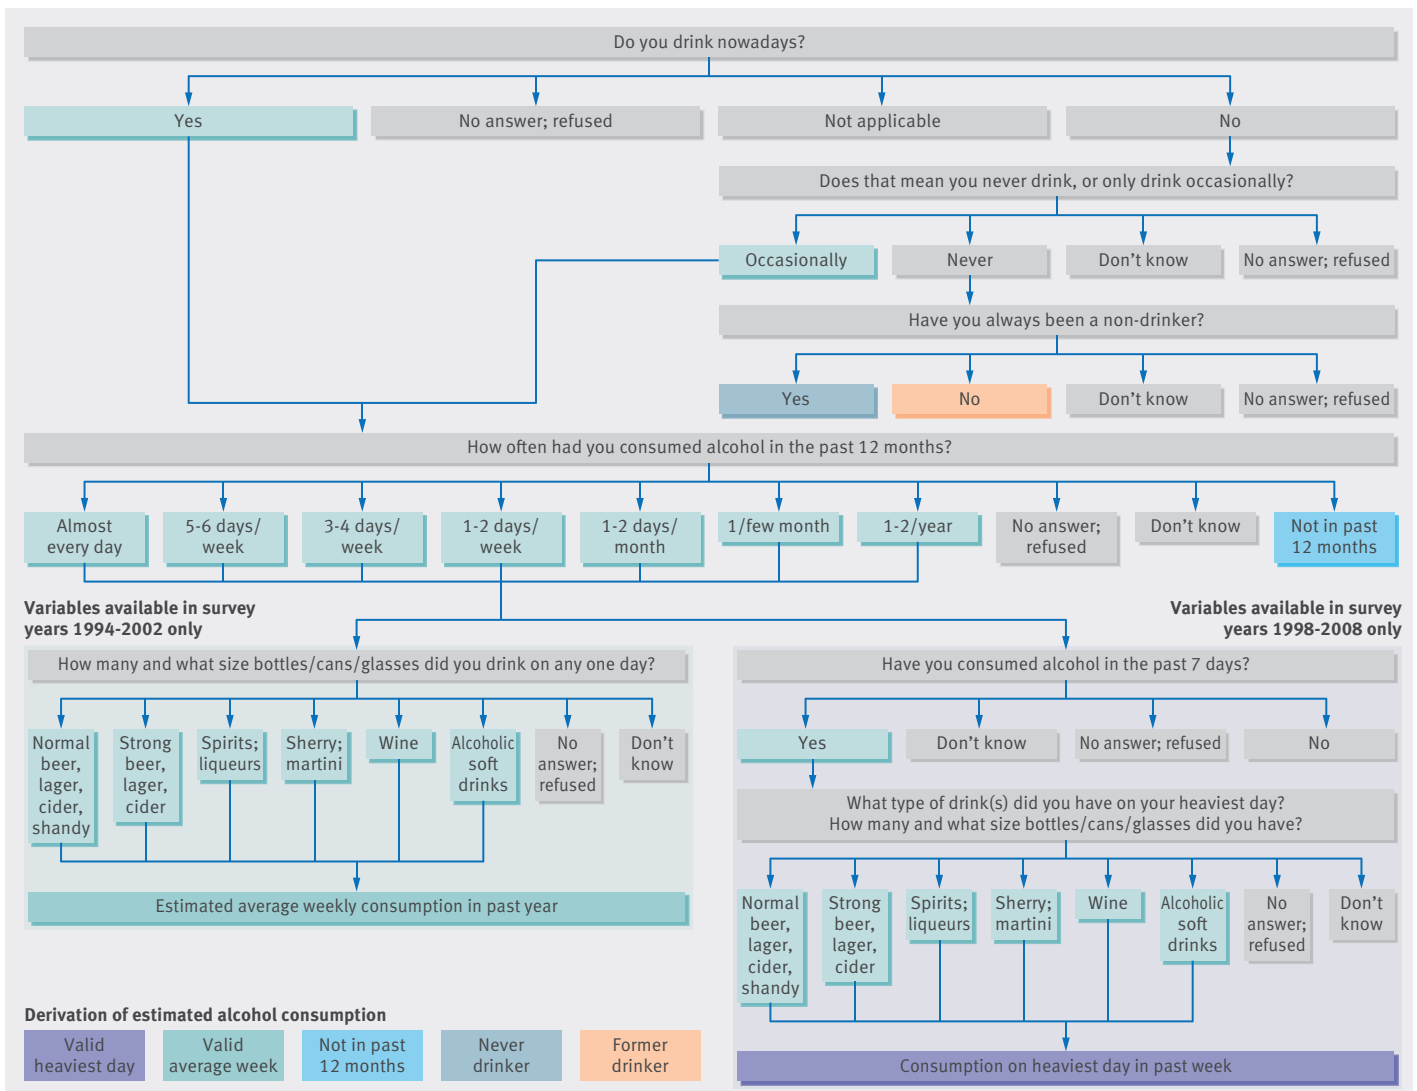 Do you drink nowadays?
Yes
No answer; refused
Not applicable
No
Does that mean you never drink, or only drink occasionally?
Occasionally
Never
Don't know
No answer; refused
Have you always been a non-drinker?
Yes
No
Don't know
No answer; refused
How often had you consumed alcohol in the past 12 months?
Almost
every day
5-6 days/
week
3-4 days/
week
1-2 days/
week
1-2 days/
month
1/few month
1-2/year
No answer;
refused
Don't know
Not in past
12 months
Variables available in survey
years 1994-2002 only
Variables available in survey
years 1998-2008 only
How many and what size bottles/cans/glasses did you drink on any one day?
Normal
beer,
lager,
cider,
shandy
Strong
beer,
lager,
cider
Spirits;
liqueurs
Sherry;
martini
Wine
Alcoholic
soft
drinks
No
answer;
refused
Don't
know
Estimated average weekly consumption in past year
Have you consumed alcohol in the past 7 days?
Yes
Don't know
No answer; refused
No
What type of drink(s) did you have on your heaviest day?
How many and what size bottles/cans/glasses did you have?
Normal
beer,
lager,
cider,
shandy
Strong
beer,
lager,
cider
Spirits;
liqueurs
Sherry;
martini
Wine
Alcoholic
soft
drinks
No
answer;
refused
Don't
know
Consumption on heaviest day in past week
Derivation of estimated alcohol consumption
Valid
heaviest day
Valid
average week
Not in past
12 months
Never
drinker
Former
drinker